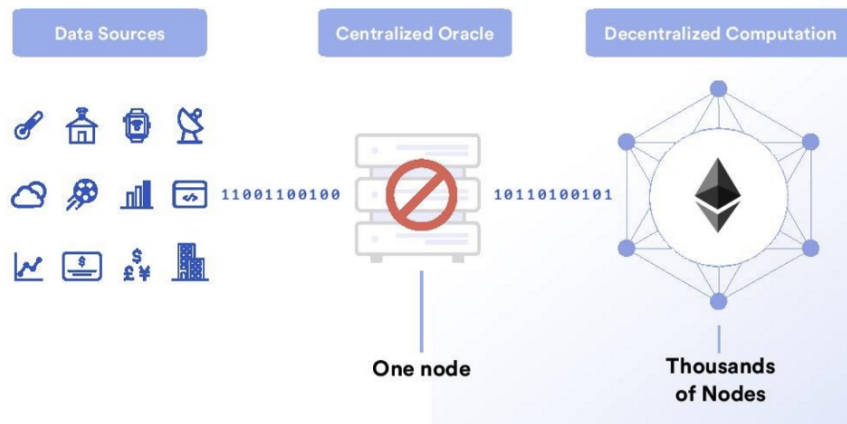 Data Sources
Centralized Oracle
Decentralized Computation
11001100100
10110100101
$
$
£ ¥
</>
One node
Thousands
of Nodes